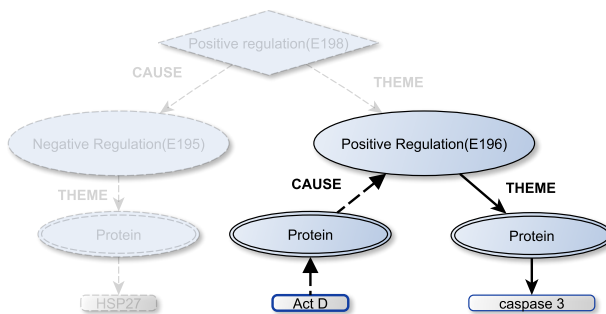 Positive regulation(E198)
CAUSE
THEME
Negative Regulation(E195)
Positive Regulation(E196)
THEME
CAUSE
THEME
Protein
Protein
Protein
HSP27
Act D
caspase 3